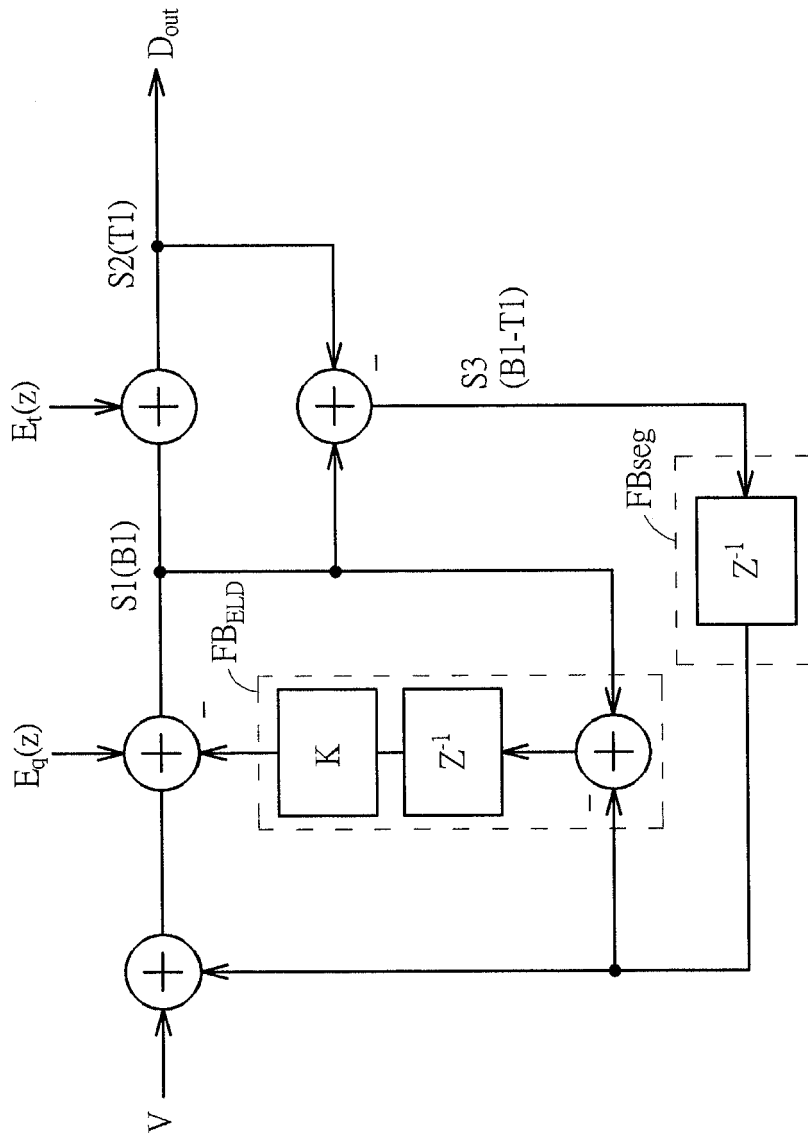 V
E_q(z)
S1(B1)
E_t(z)
S2(T1)
D_out
+
+
−
+
FB_ELD
K
Z^-1
+
−
+
−
S3
(B1-T1)
FBseg
Z^-1